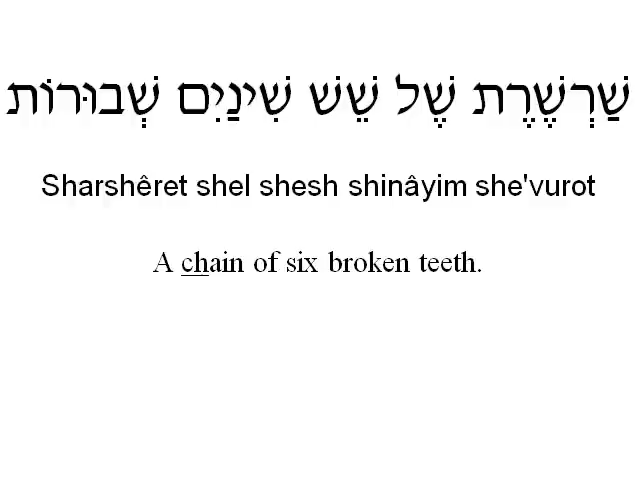 שַׁרְשֶׁרֶת שֶׁל שֵׁשׁ שִׁינַיִם שְׁבוּרוֹת
Sharshêret shel shesh shinâyim she'vurot
A chain of six broken teeth.